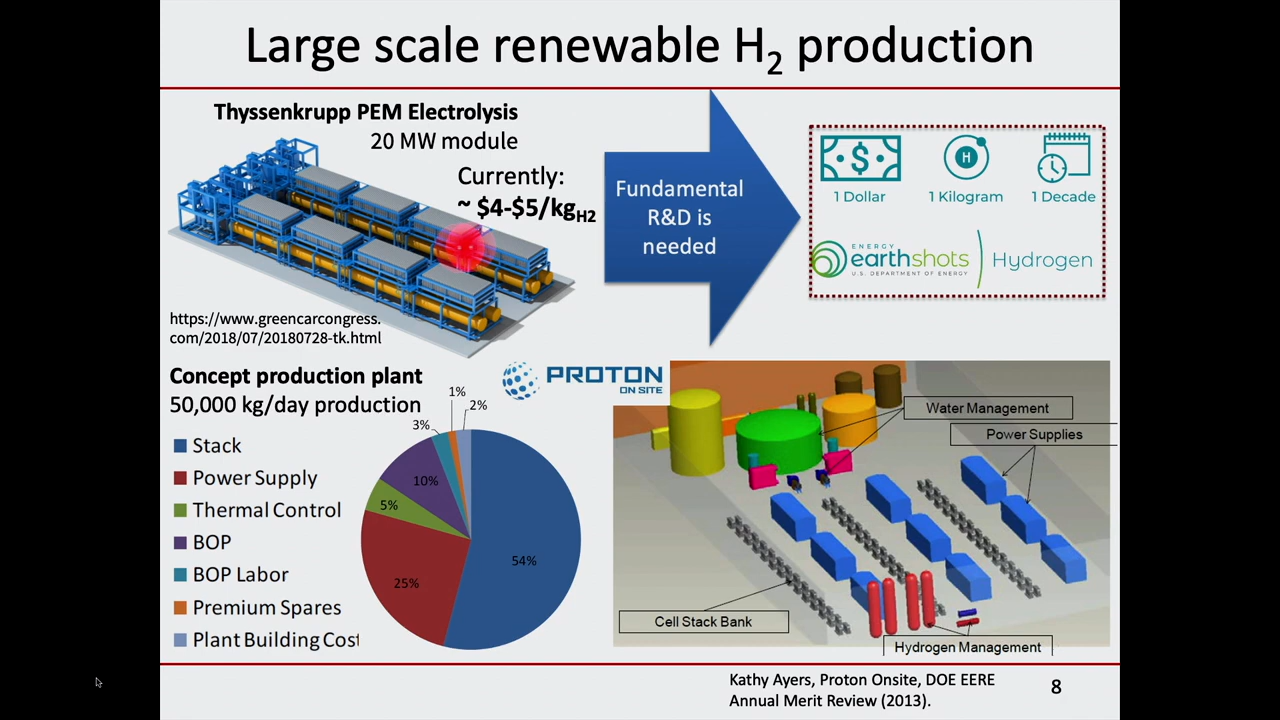 Large scale renewable H₂ production
Thyssenkrupp PEM Electrolysis
20 MW module
Currently:
~ $4-$5/kgH2
https://www.greencarcongress.
com/2018/07/20180728-tk.html
Fundamental
R&D is
needed
1 Dollar
H
1 Kilogram
1 Decade
ENERGY
earthshots
U.S. DEPARTMENT OF ENERGY
Hydrogen
Concept production plant
50,000 kg/day production
PROTON
ON SITE
Stack
Power Supply
Thermal Control
BOP
BOP Labor
Premium Spares
Plant Building Cost
1%
2%
3%
10%
5%
54%
25%
Water Management
Power Supplies
Cell Stack Bank
Hydrogen Management
Kathy Ayers, Proton Onsite, DOE EERE
Annual Merit Review (2013).
8